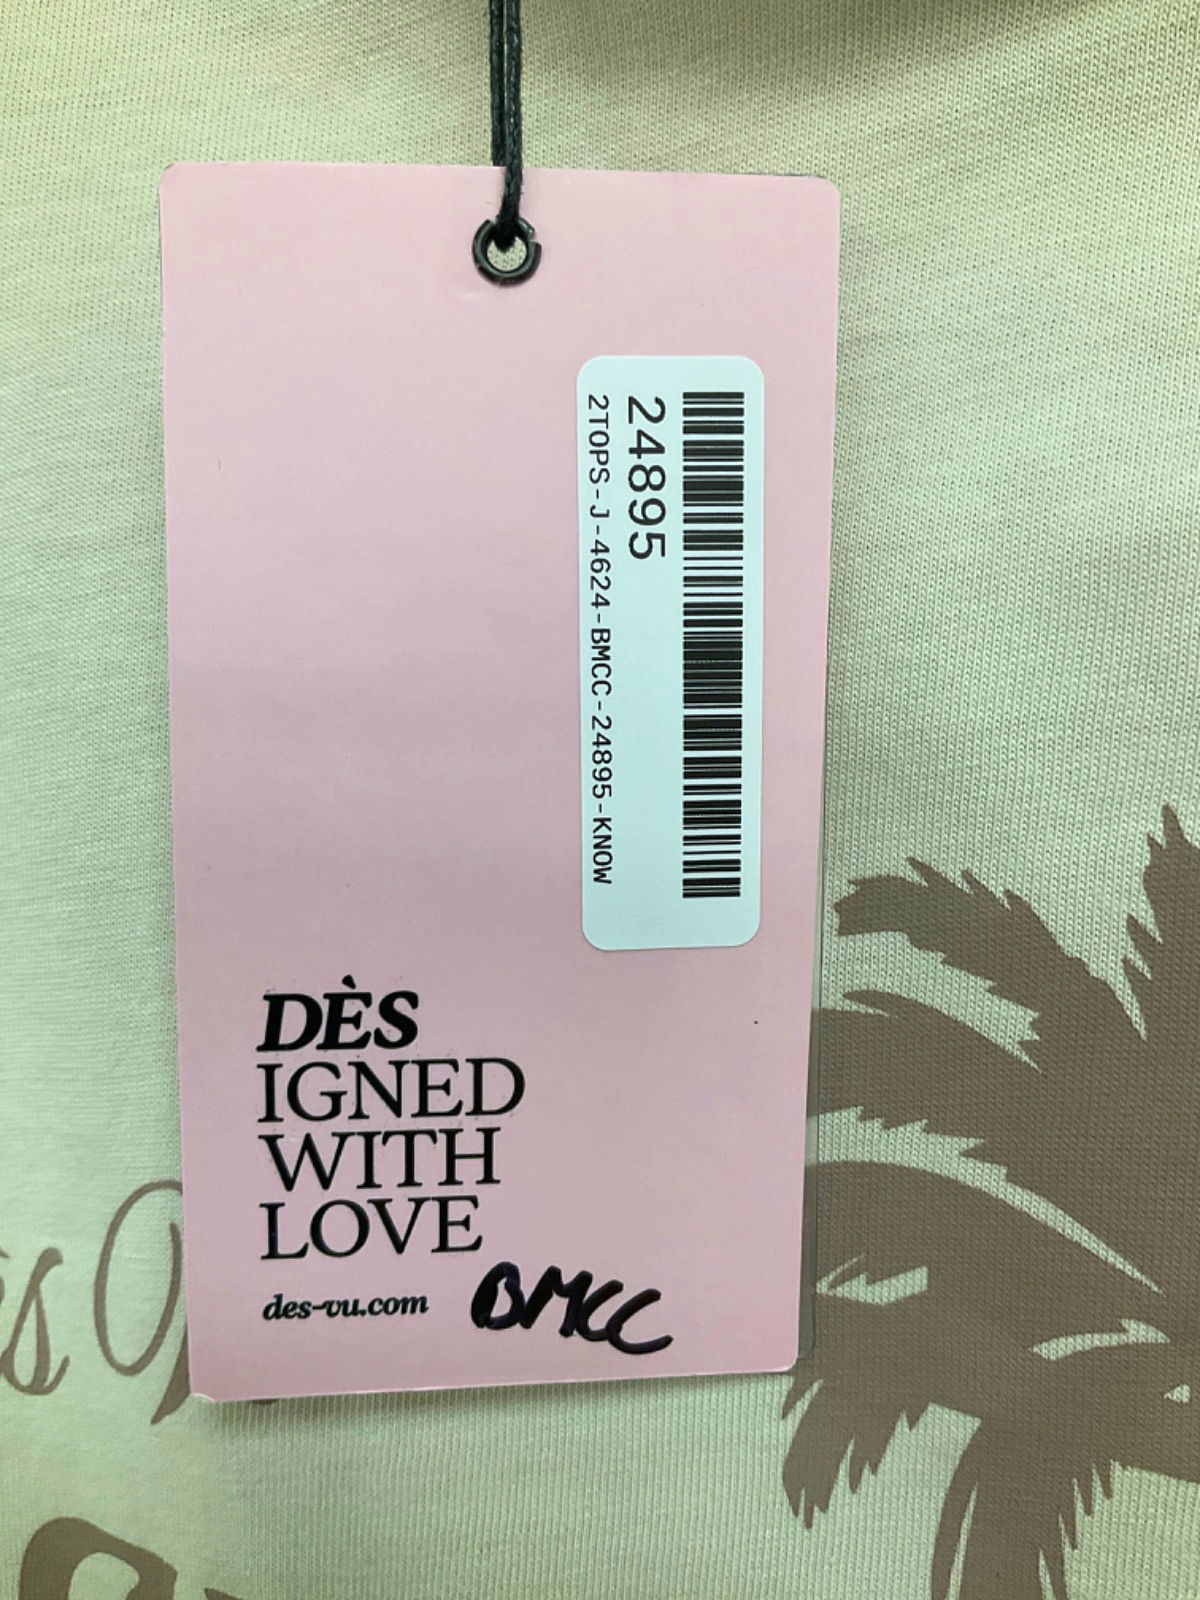 24895
2TOPS-J-4624-BMCC-24895-KNOW
DÈS
IGNED
WITH
LOVE
des-vu.com
BMCC